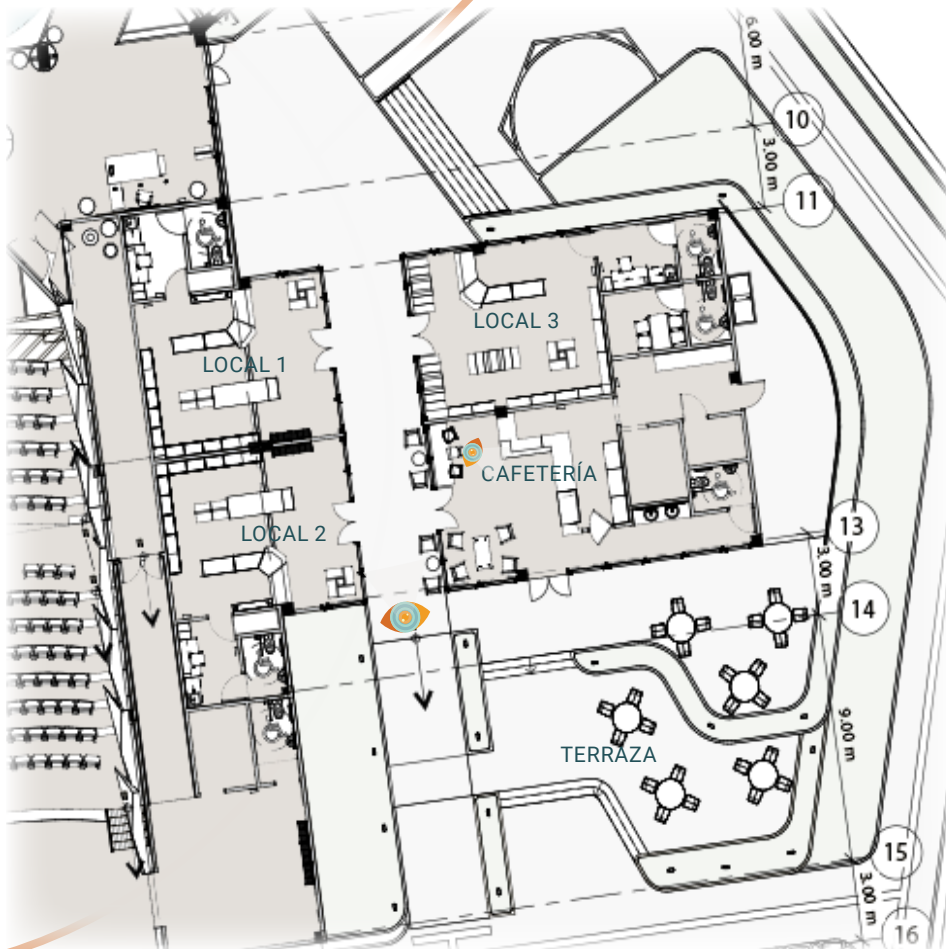 6.00 m
10
3.00 m
11
LOCAL 3
LOCAL 1
CAFETERÍA
LOCAL 2
13
3.00 m
14
9.00 m
TERRAZA
15
3.00 m
16